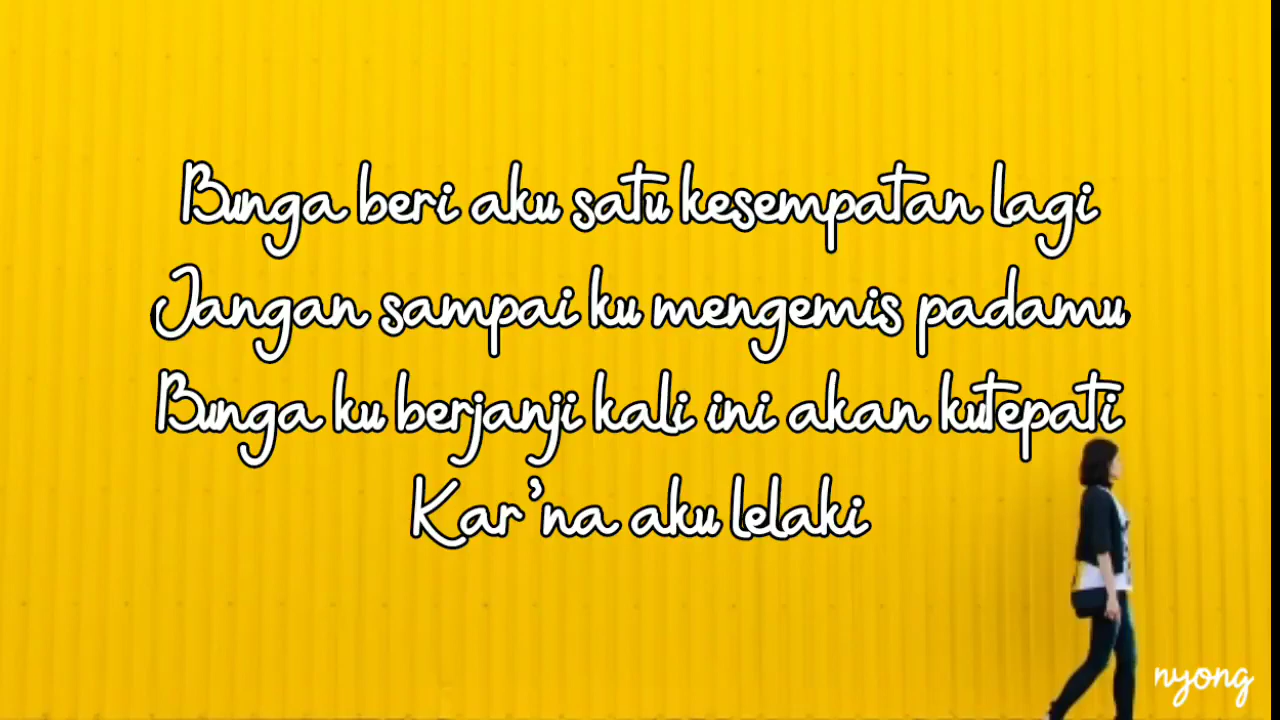 Bunga beri aku satu kesempatan lagi
Jangan sampai ku mengemis padamu
Bunga ku berjanji kali ini akan kutepati
Kar'na aku lelaki
nyong